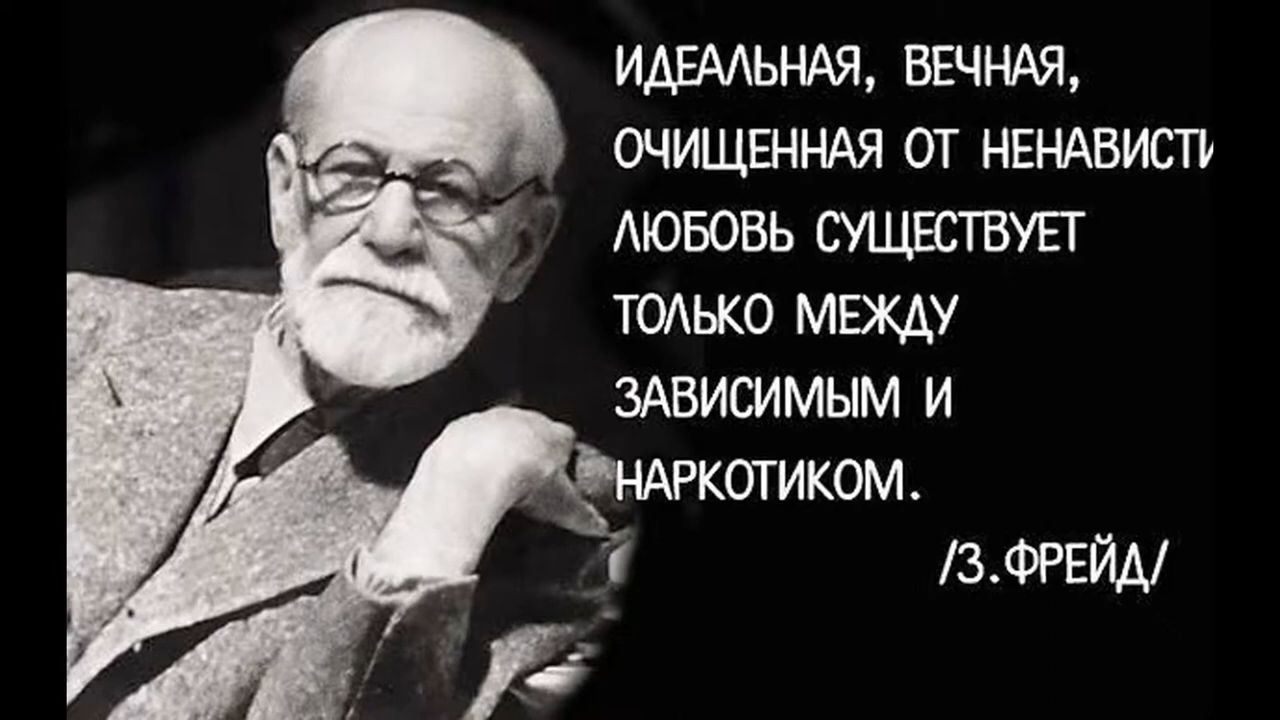 ИДЕАЛЬНАЯ, ВЕЧНАЯ,
ОЧИЩЕННАЯ ОТ НЕНАВИСТИ
ЛЮБОВЬ СУЩЕСТВУЕТ
ТОЛЬКО МЕЖДУ
ЗАВИСИМЫМ И
НАРКОТИКОМ.
/З.ФРЕЙД/